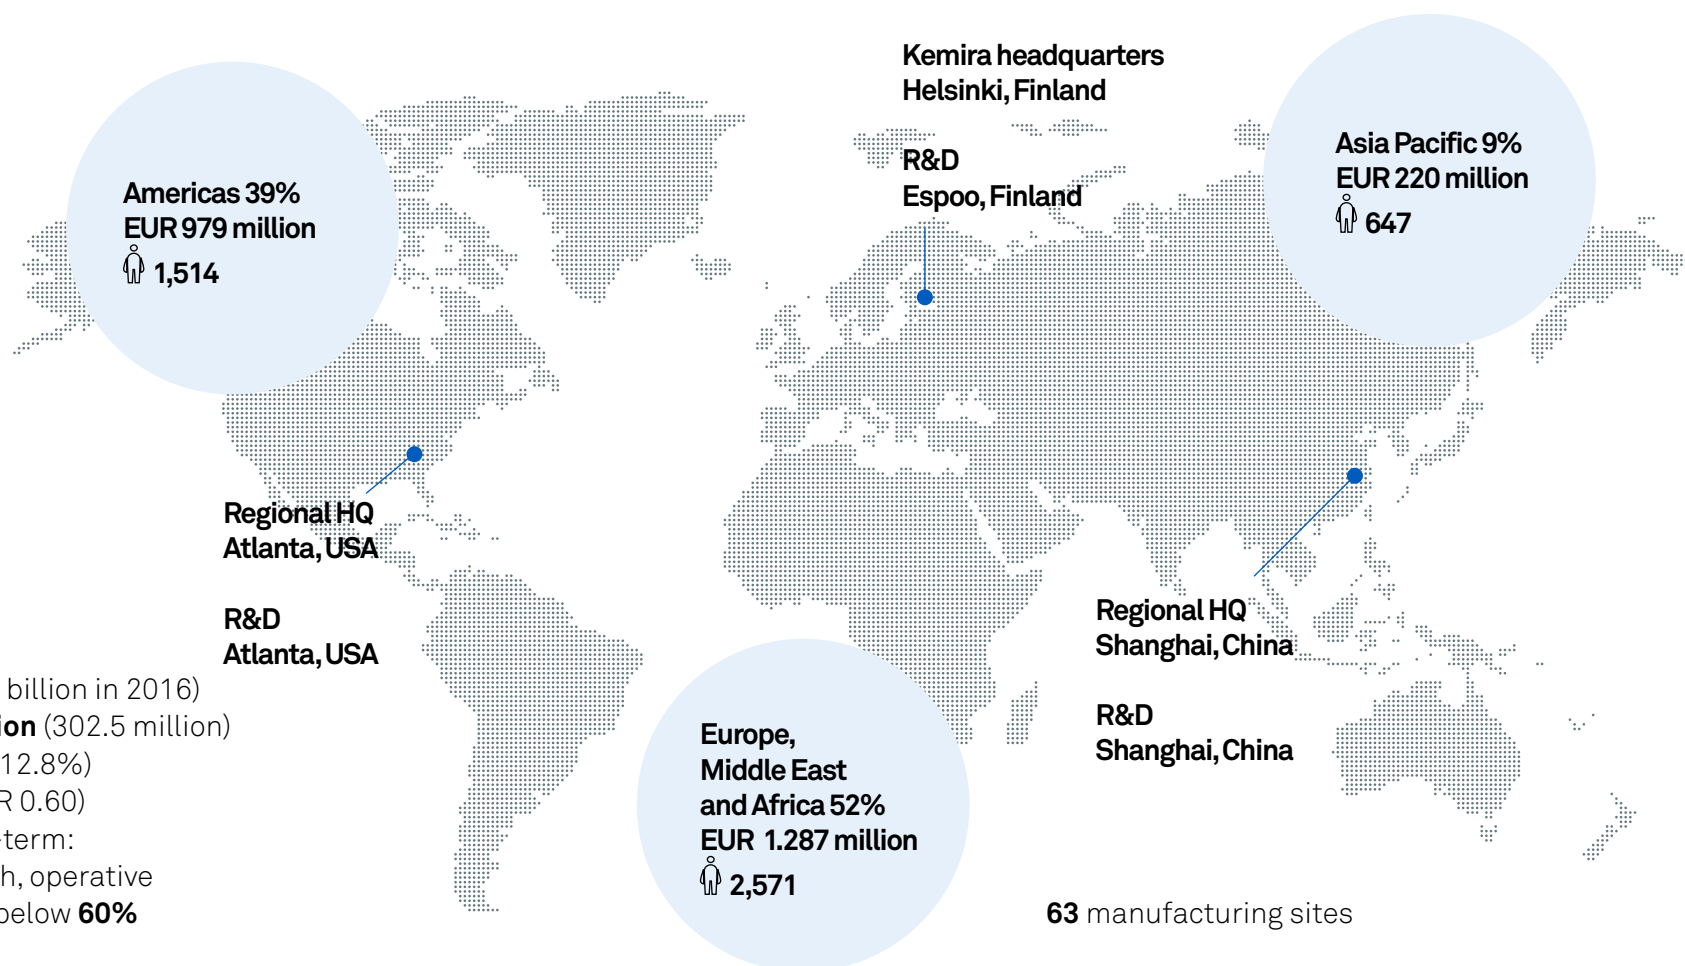 Kemira headquarters
Helsinki, Finland
R&D
Espoo, Finland
Americas 39%
EUR 979 million
1,514
Asia Pacific 9%
EUR 220 million
647
Regional HQ
Atlanta, USA
R&D
Atlanta, USA
Regional HQ
Shanghai, China
R&D
Shanghai, China
Europe,
Middle East
and Africa 52%
EUR 1.287 million
2,571
billion in 2016)
(302.5 million)
12.8%)
0.60)
-term:
operative
below 60%
63 manufacturing sites